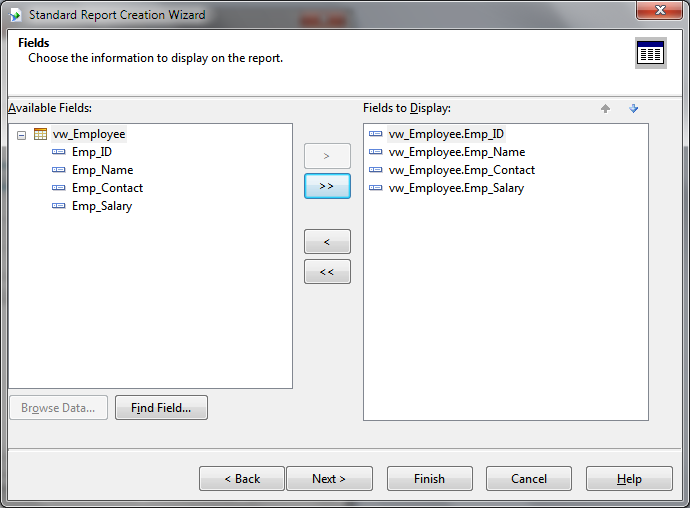 Standard Report Creation Wizard
Fields
Choose the information to display on the report.
Available Fields:
Fields to Display:
vw_Employee
Emp_ID
Emp_Name
Emp_Contact
Emp_Salary
>
>>
<
<<
vw_Employee.Emp_ID
vw_Employee.Emp_Name
vw_Employee.Emp_Contact
vw_Employee.Emp_Salary
Browse Data...
Find Field...
< Back
Next >
Finish
Cancel
Help